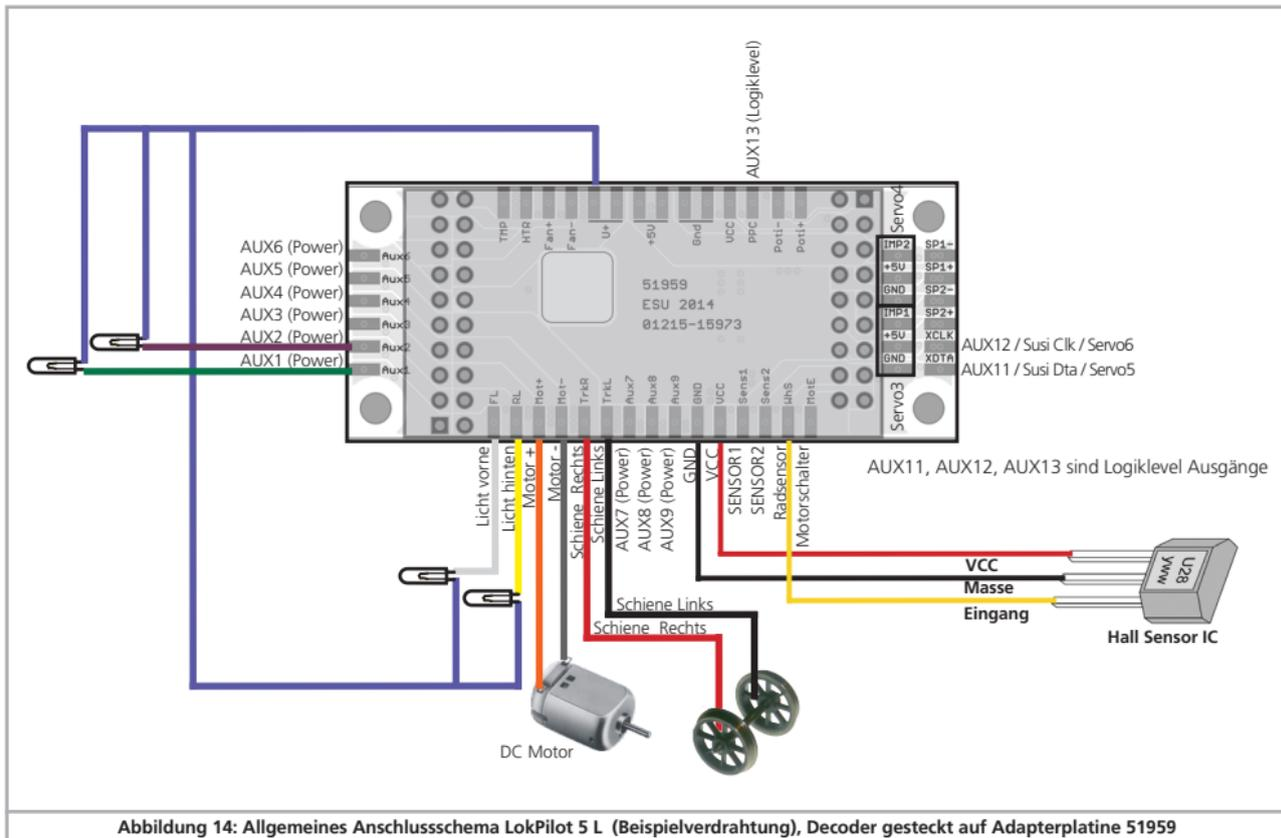 AUX13 (Logiklevel)
TMP
HTR
Fan+
Fan-
U+
+5V
Gnd
VCC
PPC
Poti-
Poti+
Servo4
AUX6 (Power)
AUX5 (Power)
AUX4 (Power)
AUX3 (Power)
AUX2 (Power)
AUX1 (Power)
Aux6
Aux5
Aux4
Aux3
Aux2
Aux1
51959
ESU 2014
01215-15973
IMP2
+5V
GND
IMP1
+5V
GND
SP1-
SP1+
SP2-
SP2+
XCLK
XDTA
AUX12 / Susi Clk / Servo6
AUX11 / Susi Dta / Servo5
Servo3
FL
RL
Mot+
Mot-
TrkR
TrkL
Aux7
Aux8
Aux9
GND
VCC
Sens1
Sens2
WhS
MotE
Licht vorne
Licht hinten
Motor +
Motor -
Schiene Rechts
Schiene Links
AUX7 (Power)
AUX8 (Power)
AUX9 (Power)
GND
VCC
SENSOR1
SENSOR2
Radsensor
Motorschalter
AUX11, AUX12, AUX13 sind Logiklevel Ausgänge
VCC
Masse
Eingang
U28
yww
Hall Sensor IC
Schiene Links
Schiene Rechts
DC Motor
Abbildung 14: Allgemeines Anschlussschema LokPilot 5 L (Beispielverdrahtung), Decoder gesteckt auf Adapterplatine 51959